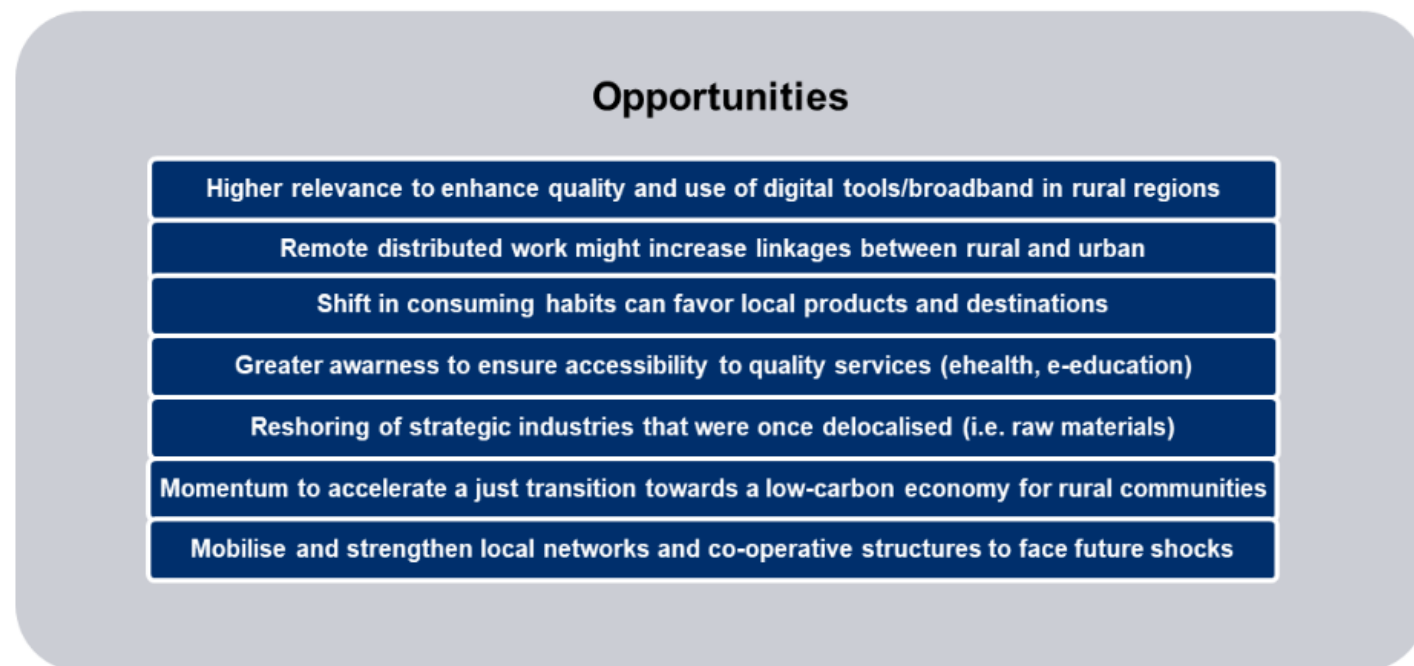 Opportunities
Higher relevance to enhance quality and use of digital tools/broadband in rural regions
Remote distributed work might increase linkages between rural and urban
Shift in consuming habits can favor local products and destinations
Greater awarness to ensure accessibility to quality services (ehealth, e-education)
Reshoring of strategic industries that were once delocalised (i.e. raw materials)
Momentum to accelerate a just transition towards a low-carbon economy for rural communities
Mobilise and strengthen local networks and co-operative structures to face future shocks